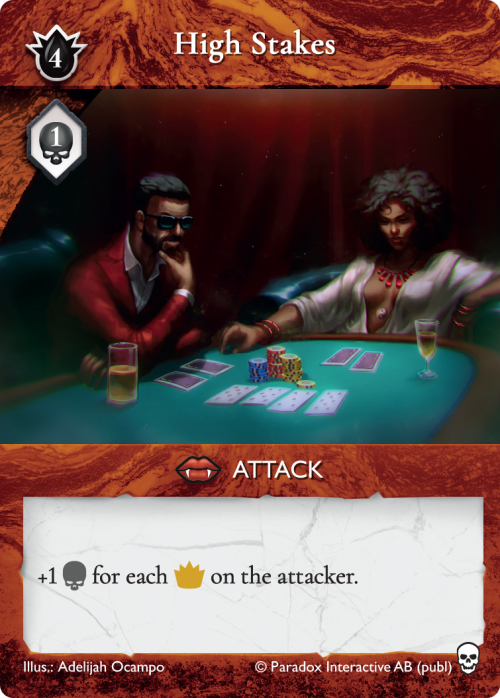 High Stakes
4
1
ATTACK
+1 for each on the attacker.
Illus.: Adelijah Ocampo © Paradox Interactive AB (publ)